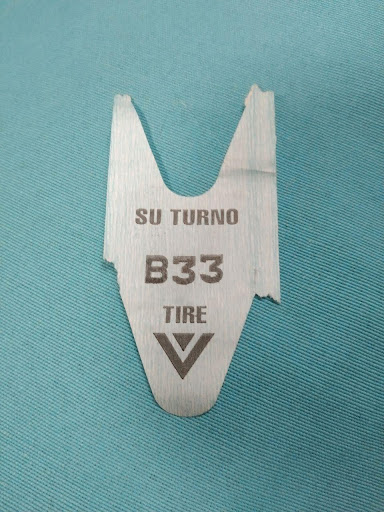 SU TURNO
B33
TIRE